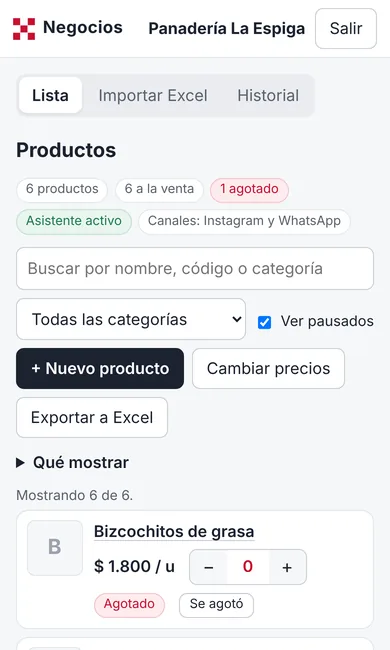 Negocios
Panadería La Espiga
Salir
Lista
Importar Excel
Historial
Productos
6 productos
6 a la venta
1 agotado
Asistente activo
Canales: Instagram y WhatsApp
Buscar por nombre, código o categoría
Todas las categorías
Ver pausados
+ Nuevo producto
Cambiar precios
Exportar a Excel
Qué mostrar
Mostrando 6 de 6.
B
Bizcochitos de grasa
$ 1.800 / u
− 0 +
Agotado
Se agotó